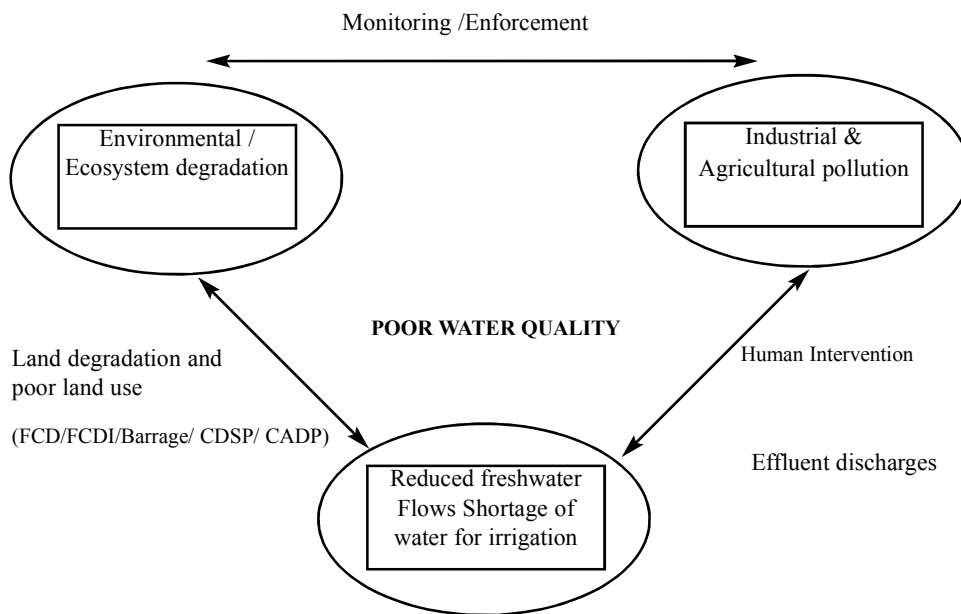 Monitoring /Enforcement
Environmental /
Ecosystem degradation
Industrial &
Agricultural pollution
POOR WATER QUALITY
Land degradation and
poor land use
(FCD/FCDI/Barrage/ CDSP/ CADP)
Human Intervention
Effluent discharges
Reduced freshwater
Flows Shortage of
water for irrigation